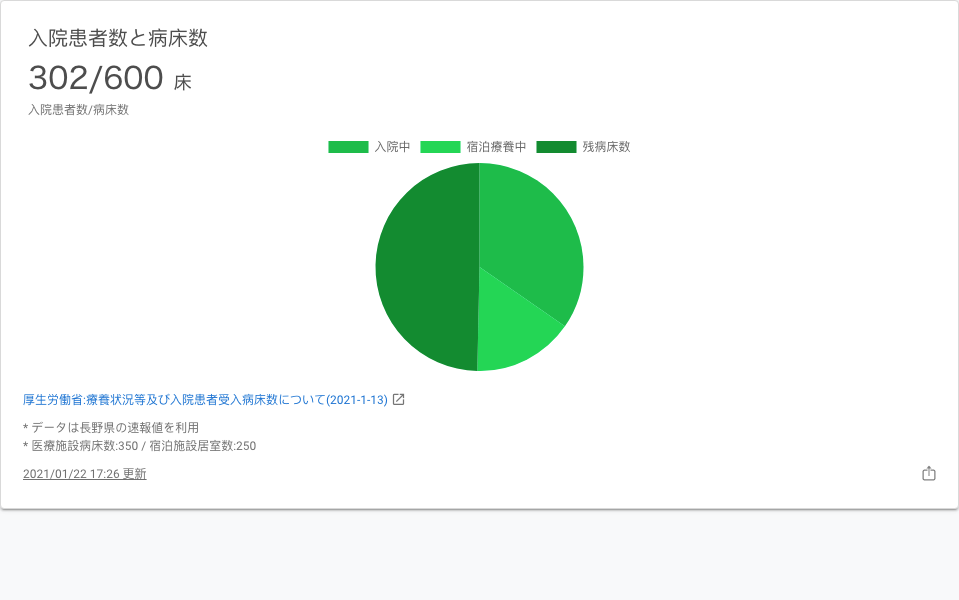 入院患者数と病床数
302/600 床
入院患者数/病床数
入院中 宿泊療養中 残病床数
厚生労働省:療養状況等及び入院患者受入病床数について(2021-1-13)
* データは長野県の速報値を利用
* 医療施設病床数:350 / 宿泊施設居室数:250
2021/01/22 17:26 更新